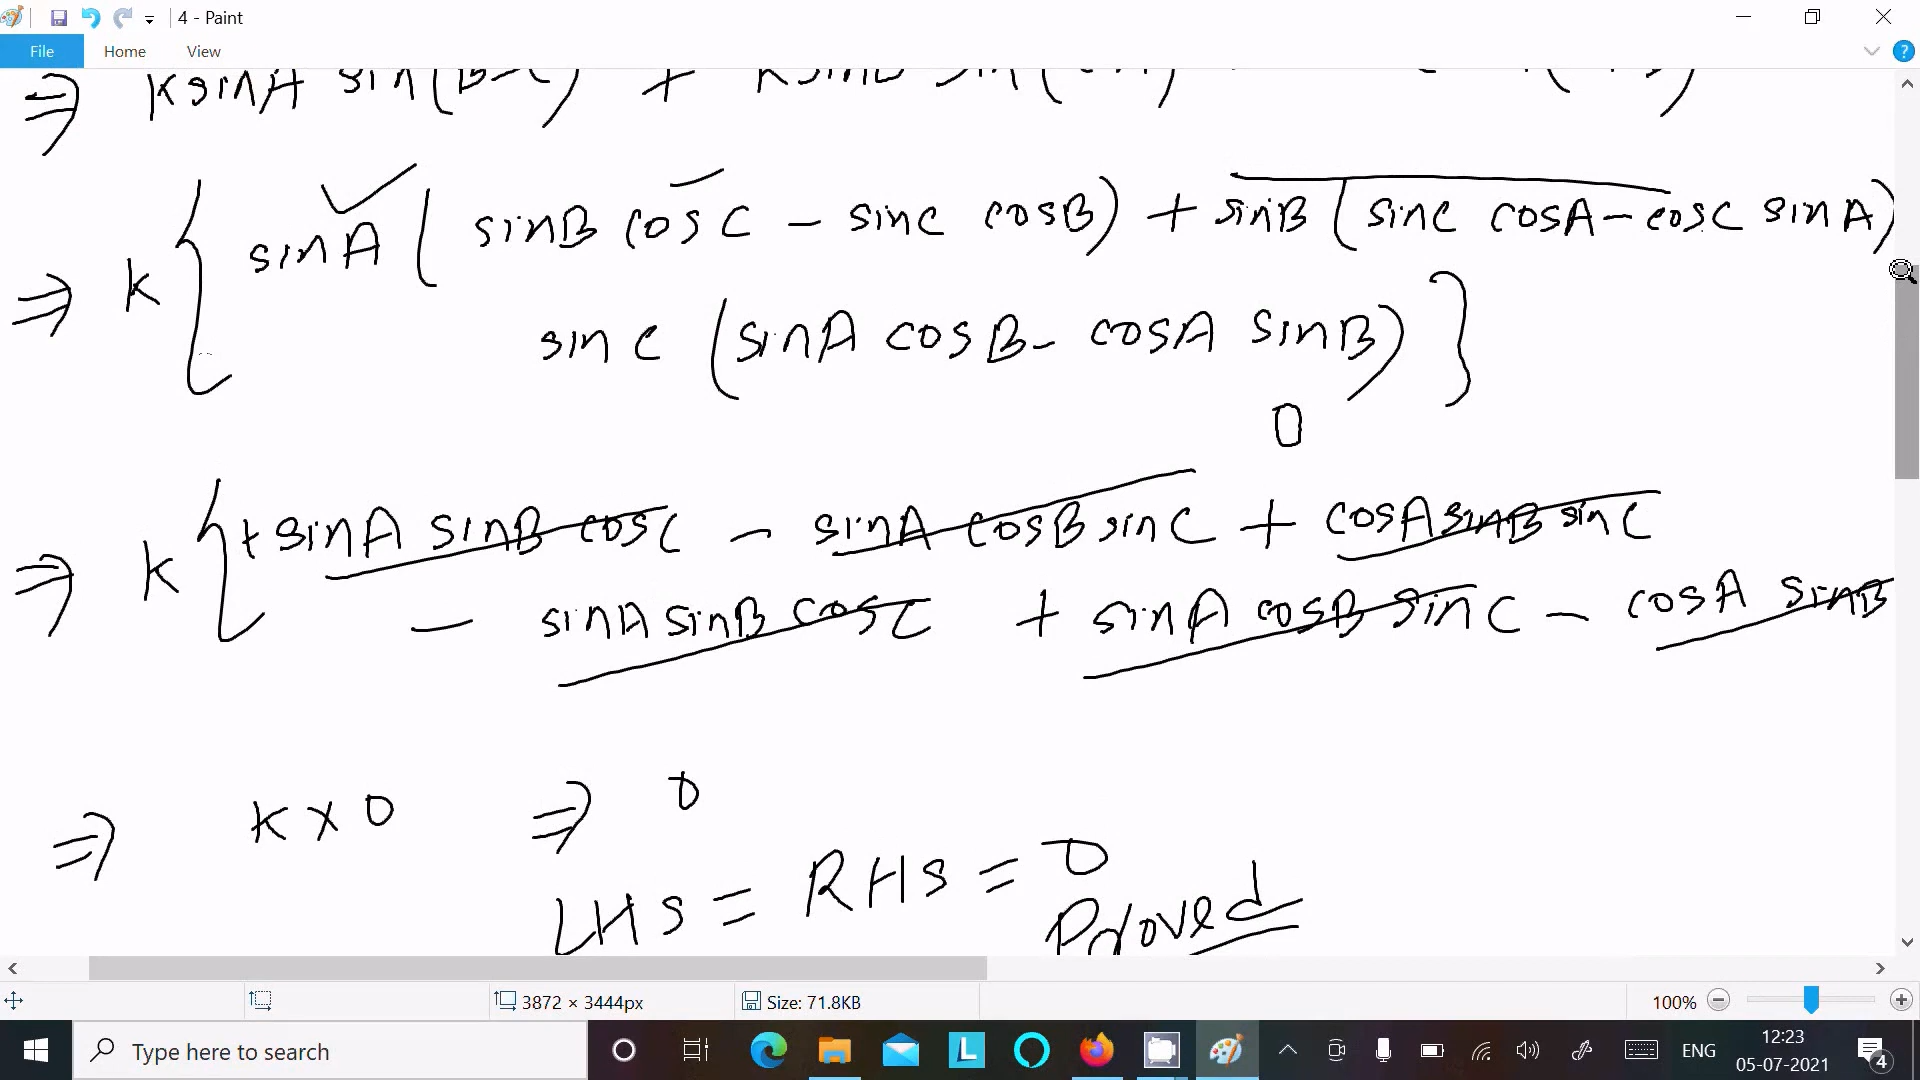 4 - Paint
File Home View
⇒ K sinA sin(B-C) + K sinB sin(
⇒ K { sinA ( sinB cosC - sinC cosB) + sinB ( sinC cosA - cosC sinA)
sinC (sinA cosB - cosA sinB) }
0
⇒ K { + sinA sinB cosC - sinA cosB sinC + cosA sinB sinC
- sinA sinB cosC + sinA cosB sinC - cosA sinB
⇒ K x 0 ⇒ 0
LHS = RHS = 0
Proved
3872 × 3444px Size: 71.8KB 100%
Type here to search
ENG 12:23
05-07-2021 4